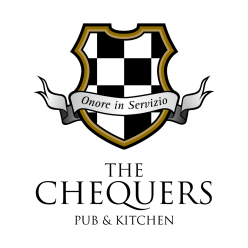 Onore in Servizio
THE
CHEQUERS
PUB & KITCHEN